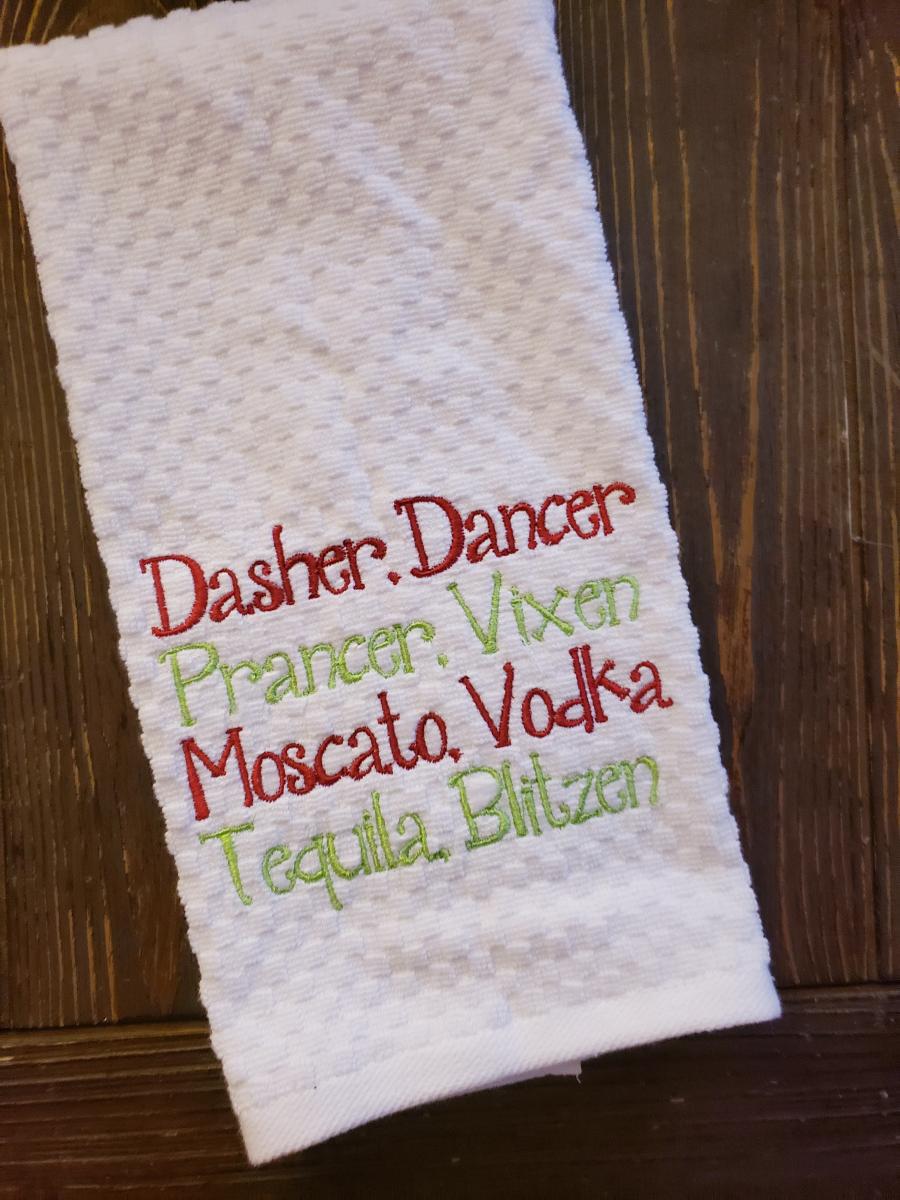 Dasher, Dancer
Prancer, Vixen
Moscato, Vodka
Tequila, Blitzen